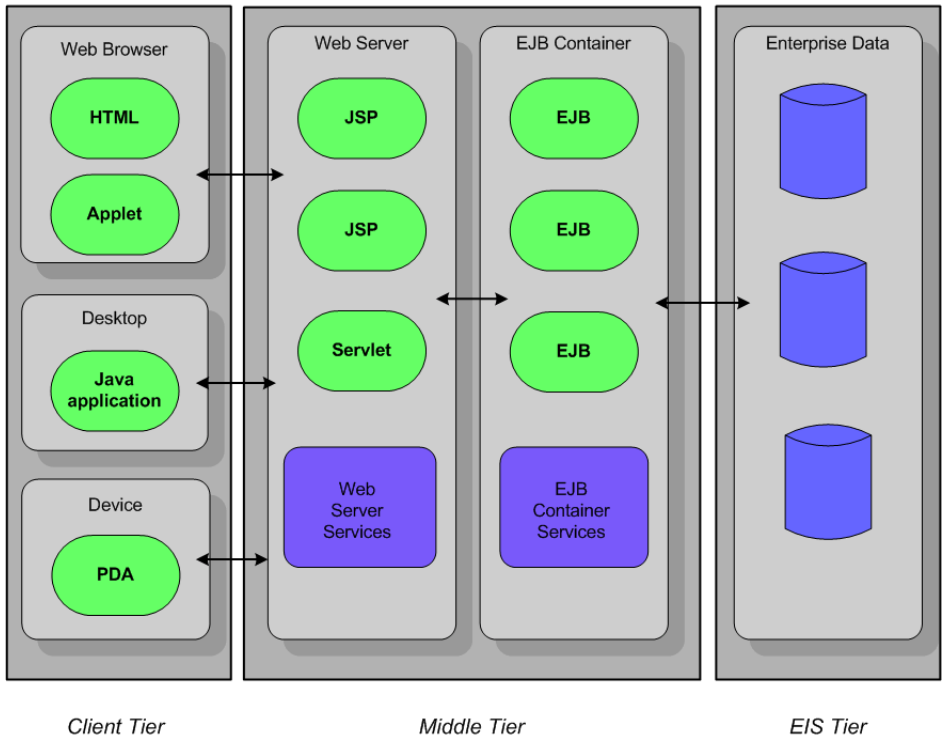 Web Browser
HTML
Applet
Desktop
Java
application
Device
PDA
Web Server
JSP
JSP
Servlet
Web
Server
Services
EJB Container
EJB
EJB
EJB
EJB
Container
Services
Enterprise Data
Client Tier
Middle Tier
EIS Tier